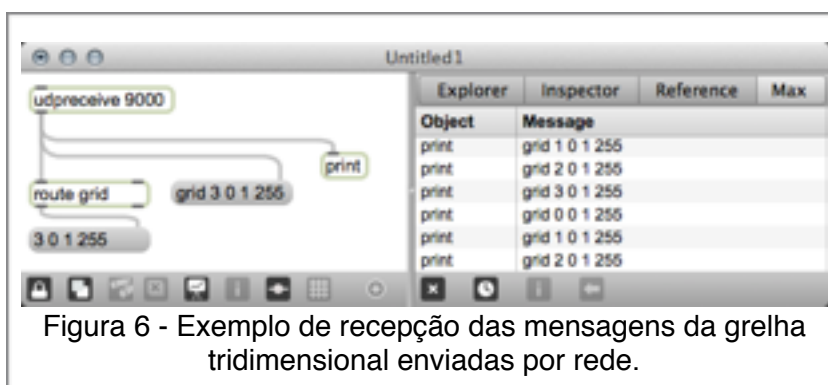 Untitled1
udpreceive 9000
print
route grid
grid 3 0 1 255
3 0 1 255
Explorer Inspector Reference Max
Object Message
print grid 1 0 1 255
print grid 2 0 1 255
print grid 3 0 1 255
print grid 0 0 1 255
print grid 1 0 1 255
print grid 2 0 1 255
Figura 6 - Exemplo de recepção das mensagens da grelha
tridimensional enviadas por rede.